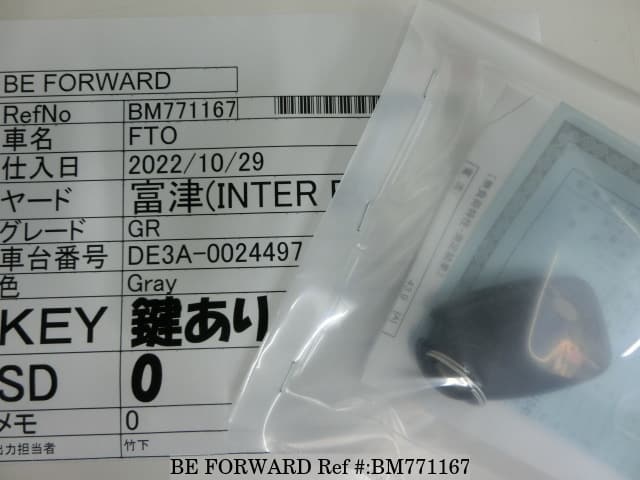 BE FORWARD
RefNo BM771167
車名 FTO
仕入日 2022/10/29
ヤード 富津(INTER
グレード GR
車台番号 DE3A-0024497
色 Gray
KEY 鍵あり
SD 0
メモ 0
出力担当者 竹下
BE FORWARD Ref #:BM771167